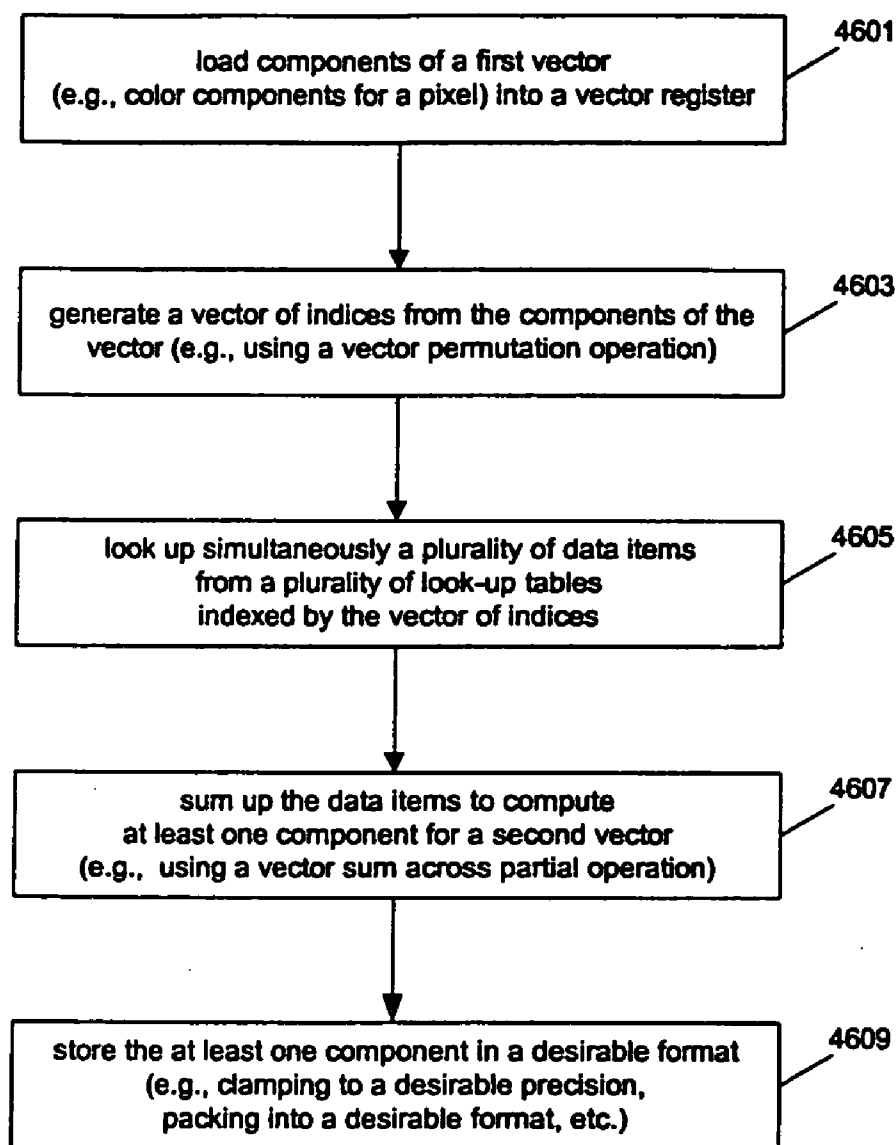 4601
load components of a first vector
(e.g., color components for a pixel) into a vector register
4603
generate a vector of indices from the components of the
vector (e.g., using a vector permutation operation)
4605
look up simultaneously a plurality of data items
from a plurality of look-up tables
indexed by the vector of indices
4607
sum up the data items to compute
at least one component for a second vector
(e.g., using a vector sum across partial operation)
4609
store the at least one component in a desirable format
(e.g., clamping to a desirable precision,
packing into a desirable format, etc.)